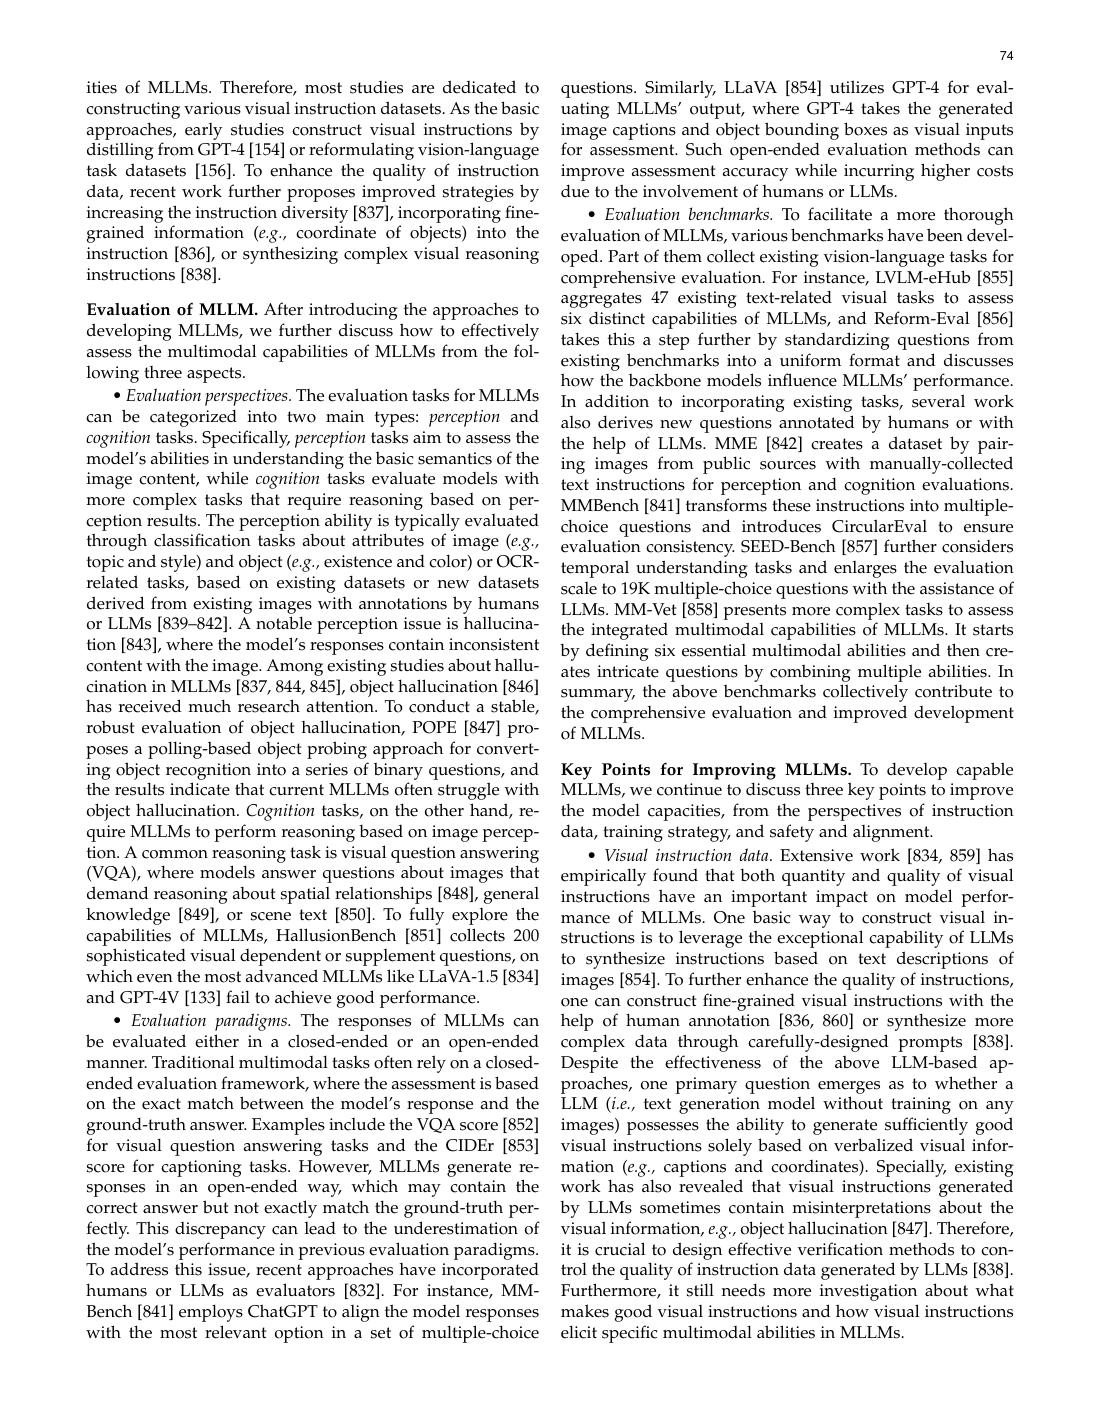 74
ities of MLLMs. Therefore, most studies are dedicated to
constructing various visual instruction datasets. As the basic
approaches, early studies construct visual instructions by
distilling from GPT-4 [154] or reformulating vision-language
task datasets [156]. To enhance the quality of instruction
data, recent work further proposes improved strategies by
increasing the instruction diversity [837], incorporating fine-
grained information (e.g., coordinate of objects) into the
instruction [836], or synthesizing complex visual reasoning
instructions [838].
Evaluation of MLLM. After introducing the approaches to
developing MLLMs, we further discuss how to effectively
assess the multimodal capabilities of MLLMs from the fol-
lowing three aspects.
• Evaluation perspectives. The evaluation tasks for MLLMs
can be categorized into two main types: perception and
cognition tasks. Specifically, perception tasks aim to assess the
model's abilities in understanding the basic semantics of the
image content, while cognition tasks evaluate models with
more complex tasks that require reasoning based on per-
ception results. The perception ability is typically evaluated
through classification tasks about attributes of image (e.g.,
topic and style) and object (e.g., existence and color) or OCR-
related tasks, based on existing datasets or new datasets
derived from existing images with annotations by humans
or LLMs [839–842]. A notable perception issue is hallucina-
tion [843], where the model's responses contain inconsistent
content with the image. Among existing studies about hallu-
cination in MLLMs [837, 844, 845], object hallucination [846]
has received much research attention. To conduct a stable,
robust evaluation of object hallucination, POPE [847] pro-
poses a polling-based object probing approach for convert-
ing object recognition into a series of binary questions, and
the results indicate that current MLLMs often struggle with
object hallucination. Cognition tasks, on the other hand, re-
quire MLLMs to perform reasoning based on image percep-
tion. A common reasoning task is visual question answering
(VQA), where models answer questions about images that
demand reasoning about spatial relationships [848], general
knowledge [849], or scene text [850]. To fully explore the
capabilities of MLLMs, HallusionBench [851] collects 200
sophisticated visual dependent or supplement questions, on
which even the most advanced MLLMs like LLaVA-1.5 [834]
and GPT-4V [133] fail to achieve good performance.
• Evaluation paradigms. The responses of MLLMs can
be evaluated either in a closed-ended or an open-ended
manner. Traditional multimodal tasks often rely on a closed-
ended evaluation framework, where the assessment is based
on the exact match between the model's response and the
ground-truth answer. Examples include the VQA score [852]
for visual question answering tasks and the CIDEr [853]
score for captioning tasks. However, MLLMs generate re-
sponses in an open-ended way, which may contain the
correct answer but not exactly match the ground-truth per-
fectly. This discrepancy can lead to the underestimation of
the model's performance in previous evaluation paradigms.
To address this issue, recent approaches have incorporated
humans or LLMs as evaluators [832]. For instance, MM-
Bench [841] employs ChatGPT to align the model responses
with the most relevant option in a set of multiple-choice
questions. Similarly, LLaVA [854] utilizes GPT-4 for eval-
uating MLLMs' output, where GPT-4 takes the generated
image captions and object bounding boxes as visual inputs
for assessment. Such open-ended evaluation methods can
improve assessment accuracy while incurring higher costs
due to the involvement of humans or LLMs.
• Evaluation benchmarks. To facilitate a more thorough
evaluation of MLLMs, various benchmarks have been devel-
oped. Part of them collect existing vision-language tasks for
comprehensive evaluation. For instance, LVLM-eHub [855]
aggregates 47 existing text-related visual tasks to assess
six distinct capabilities of MLLMs, and Reform-Eval [856]
takes this a step further by standardizing questions from
existing benchmarks into a uniform format and discusses
how the backbone models influence MLLMs' performance.
In addition to incorporating existing tasks, several work
also derives new questions annotated by humans or with
the help of LLMs. MME [842] creates a dataset by pair-
ing images from public sources with manually-collected
text instructions for perception and cognition evaluations.
MMBench [841] transforms these instructions into multiple-
choice questions and introduces CircularEval to ensure
evaluation consistency. SEED-Bench [857] further considers
temporal understanding tasks and enlarges the evaluation
scale to 19K multiple-choice questions with the assistance of
LLMs. MM-Vet [858] presents more complex tasks to assess
the integrated multimodal capabilities of MLLMs. It starts
by defining six essential multimodal abilities and then cre-
ates intricate questions by combining multiple abilities. In
summary, the above benchmarks collectively contribute to
the comprehensive evaluation and improved development
of MLLMs.
Key Points for Improving MLLMs. To develop capable
MLLMs, we continue to discuss three key points to improve
the model capacities, from the perspectives of instruction
data, training strategy, and safety and alignment.
• Visual instruction data. Extensive work [834, 859] has
empirically found that both quantity and quality of visual
instructions have an important impact on model perfor-
mance of MLLMs. One basic way to construct visual in-
structions is to leverage the exceptional capability of LLMs
to synthesize instructions based on text descriptions of
images [854]. To further enhance the quality of instructions,
one can construct fine-grained visual instructions with the
help of human annotation [836, 860] or synthesize more
complex data through carefully-designed prompts [838].
Despite the effectiveness of the above LLM-based ap-
proaches, one primary question emerges as to whether a
LLM (i.e., text generation model without training on any
images) possesses the ability to generate sufficiently good
visual instructions solely based on verbalized visual infor-
mation (e.g., captions and coordinates). Specially, existing
work has also revealed that visual instructions generated
by LLMs sometimes contain misinterpretations about the
visual information, e.g., object hallucination [847]. Therefore,
it is crucial to design effective verification methods to con-
trol the quality of instruction data generated by LLMs [838].
Furthermore, it still needs more investigation about what
makes good visual instructions and how visual instructions
elicit specific multimodal abilities in MLLMs.